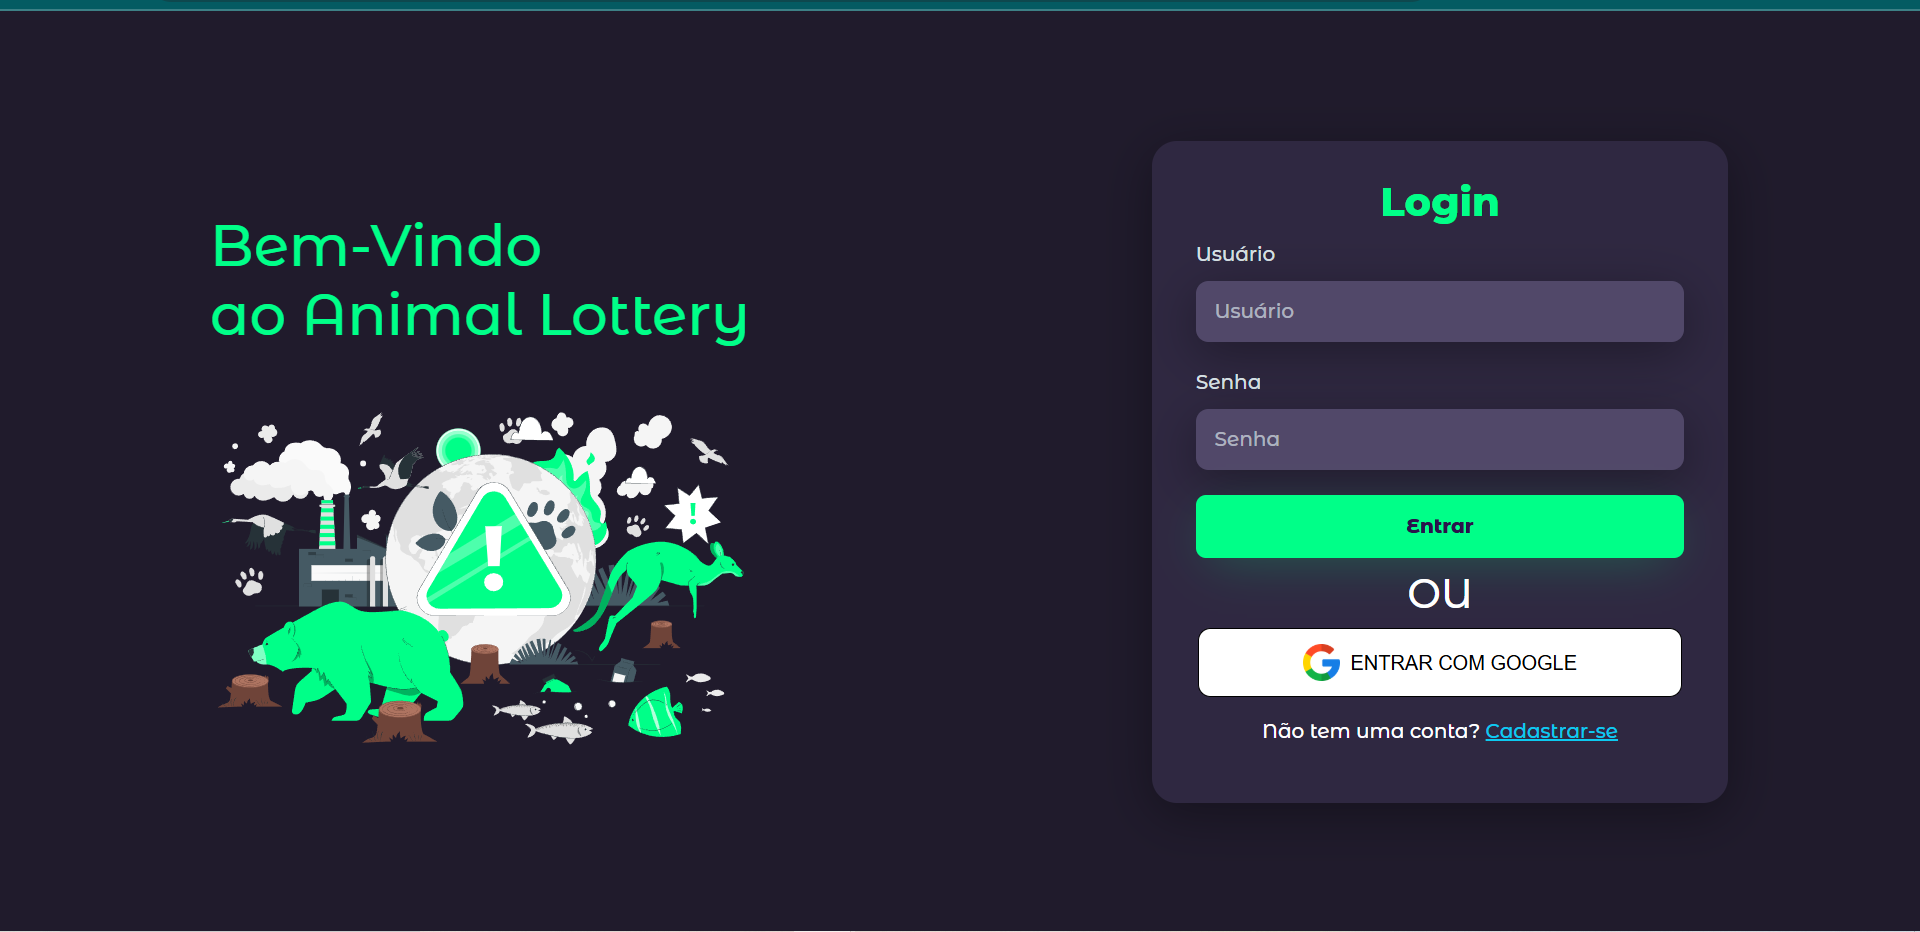 Bem-Vindo
ao Animal Lottery
!
!
Login
Usuário
Usuário
Senha
Senha
Entrar
OU
G ENTRAR COM GOOGLE
Não tem uma conta? Cadastrar-se